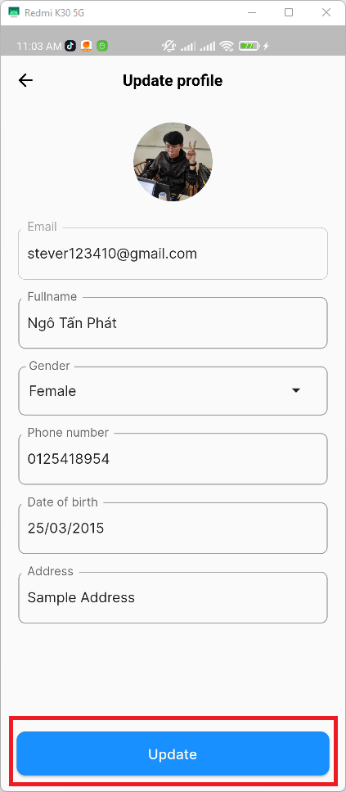 Redmi K30 5G
11:03 AM
77
Update profile
Email
stever123410@gmail.com
Fullname
Ngô Tấn Phát
Gender
Female
Phone number
0125418954
Date of birth
25/03/2015
Address
Sample Address
Update